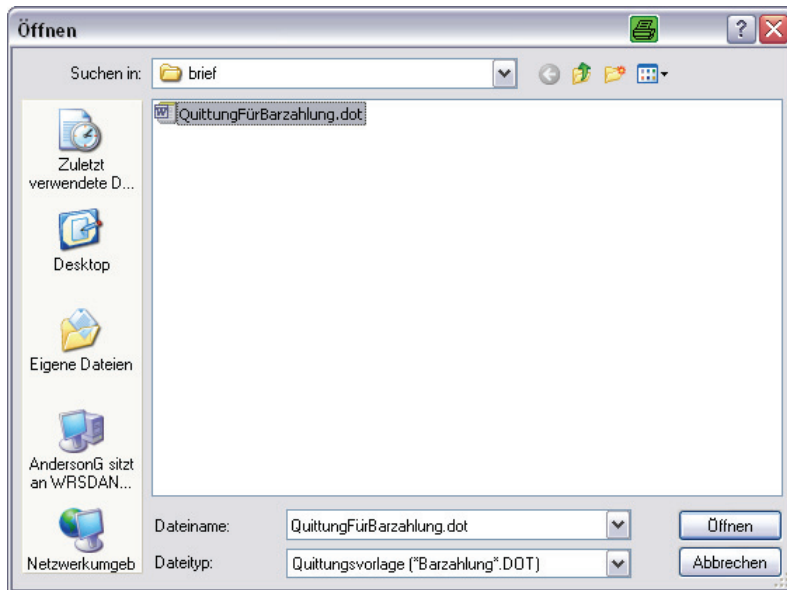 Öffnen
Suchen in:
brief
QuittungFürBarzahlung.dot
Zuletzt
verwendete D...
Desktop
Eigene Dateien
AndersonG sitzt
an WRSDAN...
Netzwerkumgeb
Dateiname:
QuittungFürBarzahlung.dot
Öffnen
Dateityp:
Quittungsvorlage (*Barzahlung*.DOT)
Abbrechen